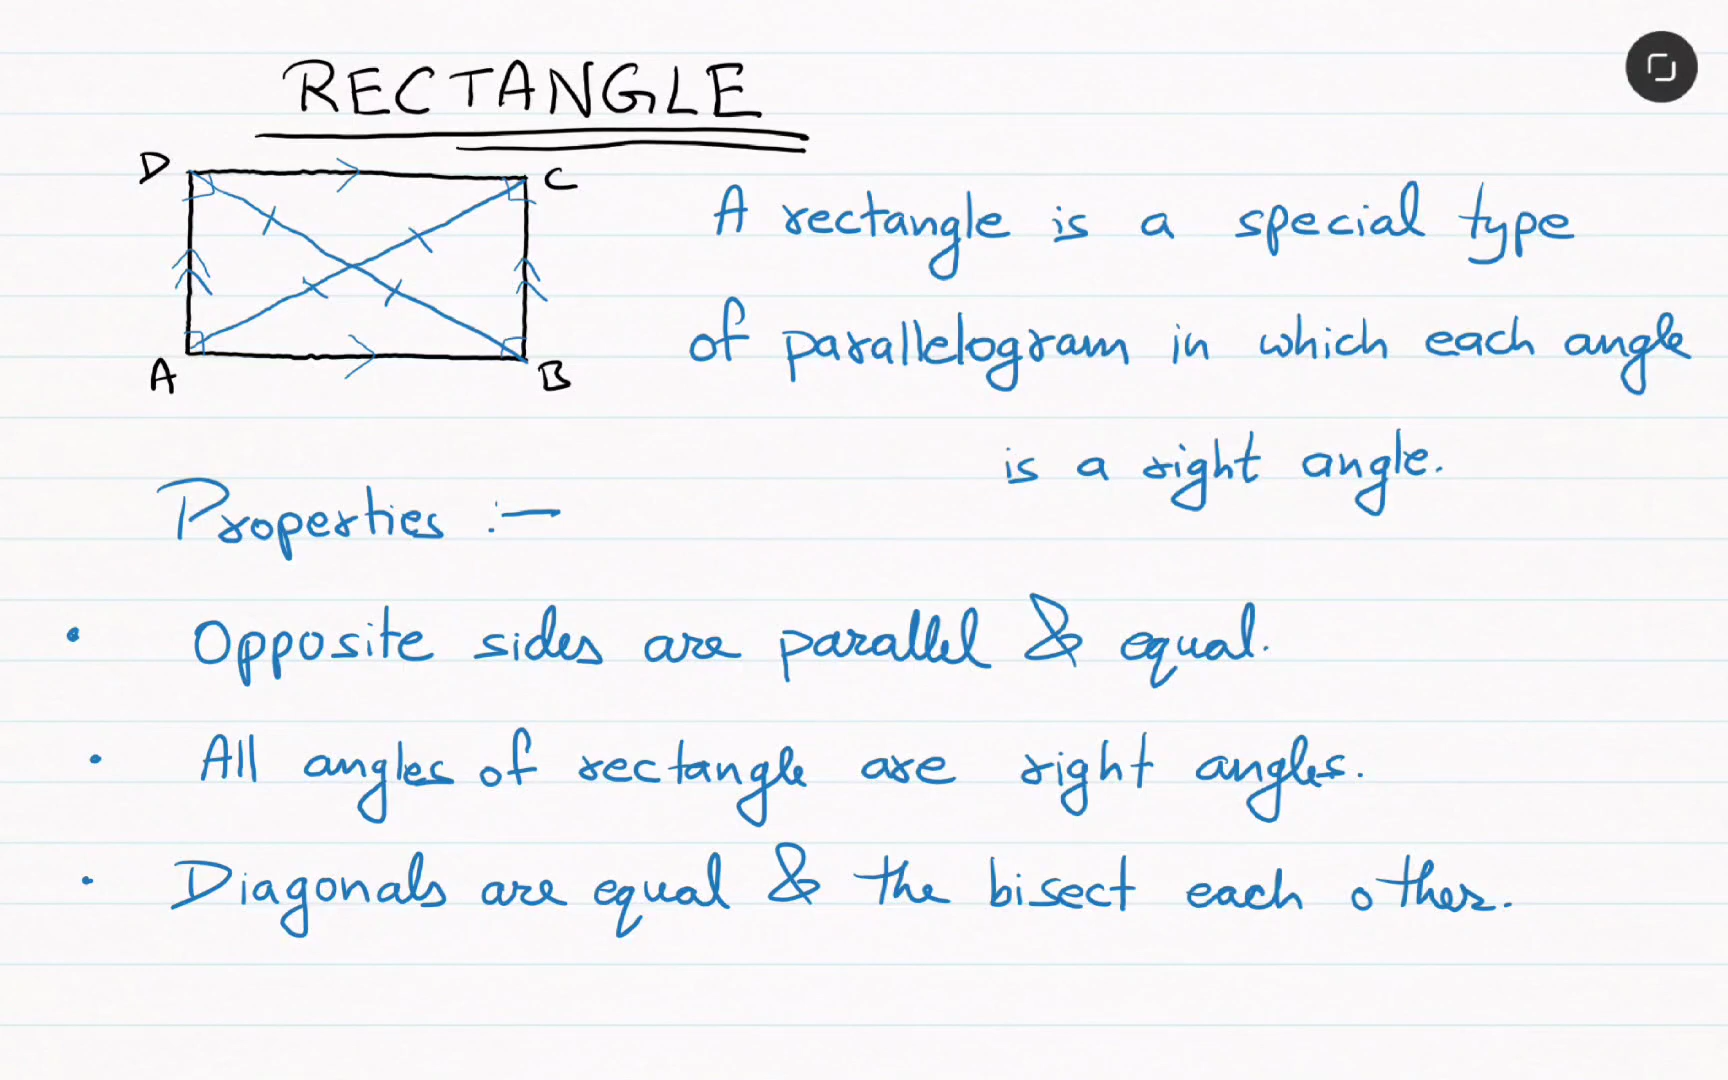 RECTANGLE
D
C
A
B
A rectangle is a special type
of parallelogram in which each angle
is a right angle.
Properties :—
• Opposite sides are parallel & equal.
• All angles of rectangle are right angles.
• Diagonals are equal & the bisect each other.